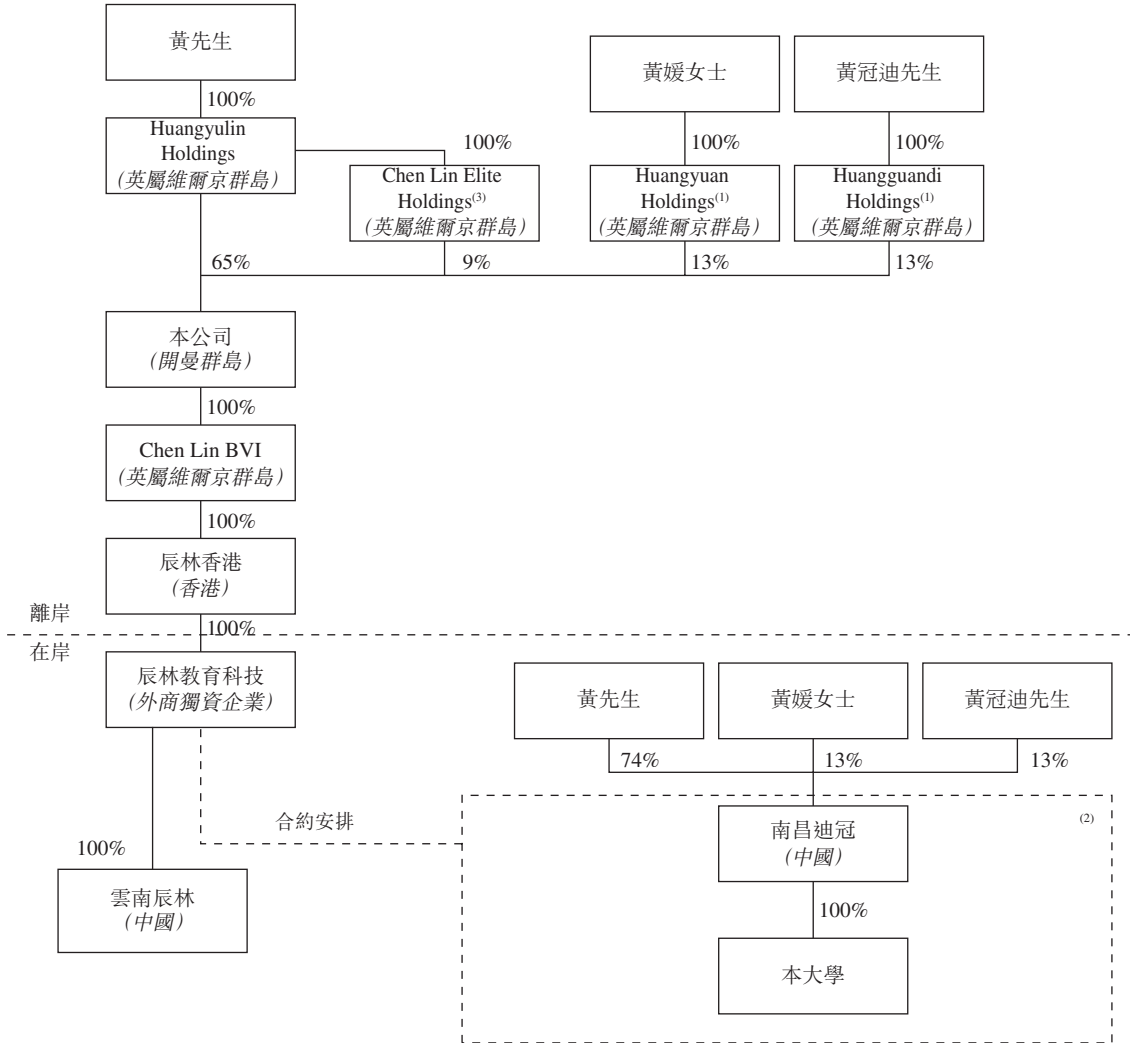 黃先生
黃媛女士
黃冠迪先生
100%
100%
100%
100%
Huangyulin
Holdings
(英屬維爾京群島)
Chen Lin Elite
Holdings(3)
(英屬維爾京群島)
Huangyuan
Holdings(1)
(英屬維爾京群島)
Huangguandi
Holdings(1)
(英屬維爾京群島)
65%
9%
13%
13%
本公司
(開曼群島)
100%
Chen Lin BVI
(英屬維爾京群島)
100%
辰林香港
(香港)
離岸
100%
在岸
辰林教育科技
(外商獨資企業)
黃先生
黃媛女士
黃冠迪先生
74%
13%
13%
合約安排
(2)
南昌迪冠
(中國)
100%
雲南辰林
(中國)
100%
本大學